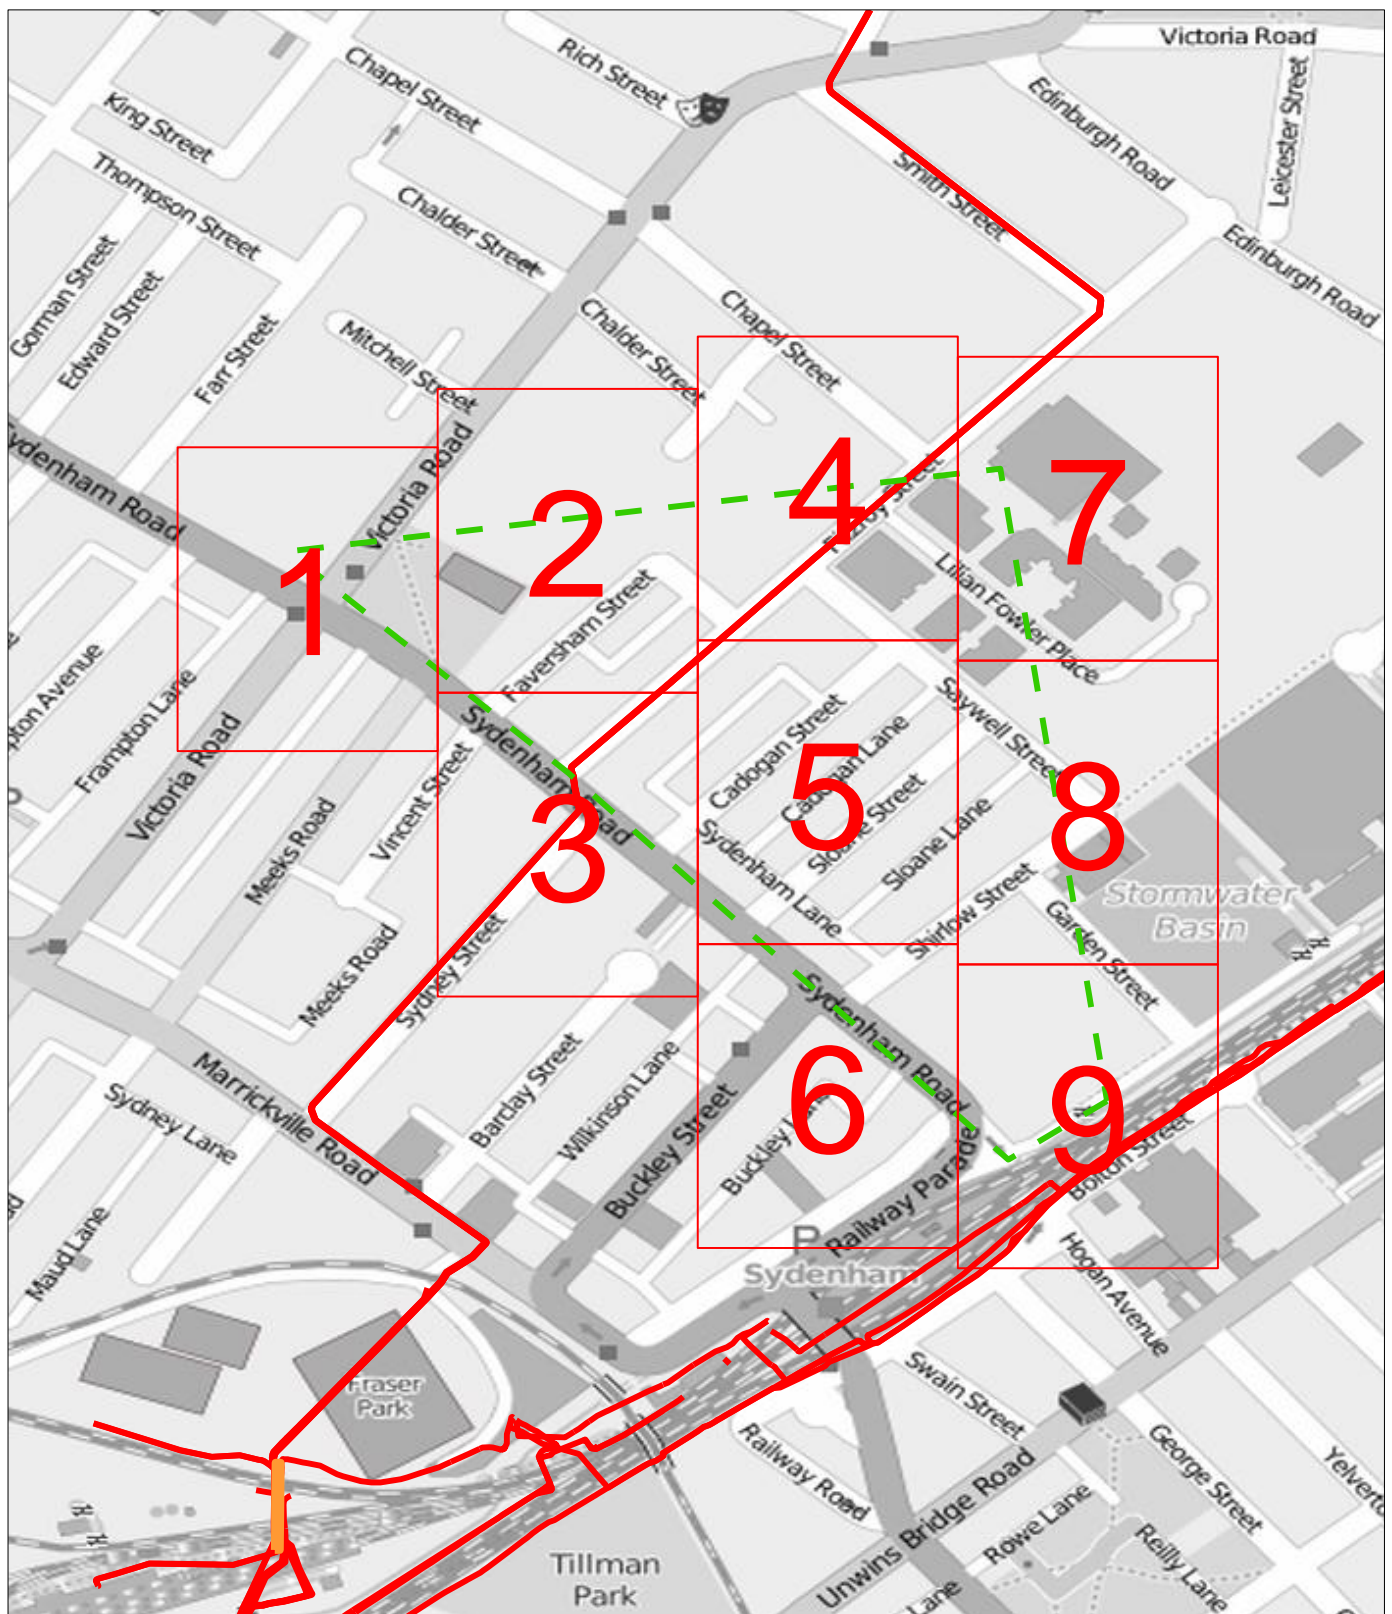 Victoria Road
Rich Street
Chapel Street
King Street
Edinburgh Road
Leicester Street
Thompson Street
Smith Street
Chalder Street
Edinburgh Road
Gorman Street
Edward Street
Farr Street
Mitchell Street
Chalder Street
Chapel Street
Sydenham Road
Victoria Road
1
2
4
7
Lilian Fowler Place
Faversham Street
Frampton Lane
Victoria Road
Sydenham Road
Saywell Street
Cadogan Street
Cadogan Lane
Sloane Street
Sloane Lane
Sydenham Lane
Shirlow Street
Vincent Street
Meeks Road
3
5
8
Stormwater
Basin
Garden Street
Meeks Road
Sydney Street
Sydenham Road
Marrickville Road
Sydney Lane
Barclay Street
Wilkinson Lane
Buckley Street
Buckley Lane
6
9
Bolton Street
Railway Parade
Maud Lane
P
Sydenham
Hogan Avenue
Fraser
Park
Swain Street
Railway Road
Unwins Bridge Road
George Street
Rowe Lane
Reilly Lane
Tillman
Park
Lane